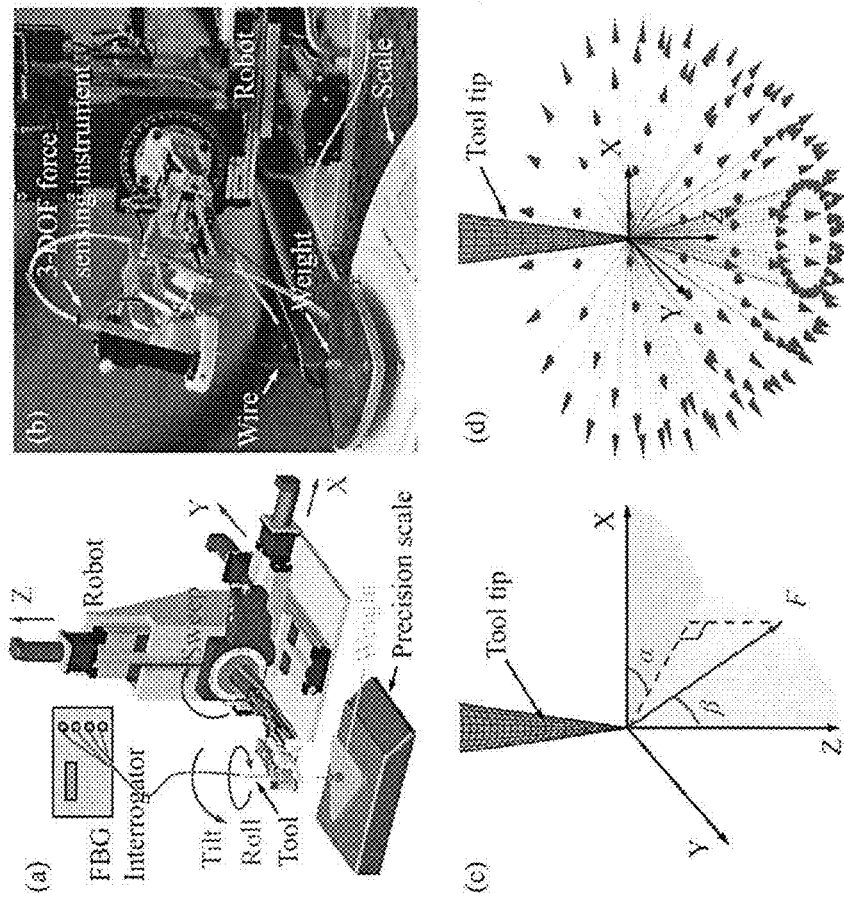 (a)
FBG
Interrogator
Z
Robot
Y
X
Tilt
Roll
Tool
Precision scale
(b)
3-DOF force
sensing instrument
Robot
Wire
Weight
Scale
(c)
Tool tip
X
Y
Z
α
β
F
(d)
Tool tip
X
Y
Z